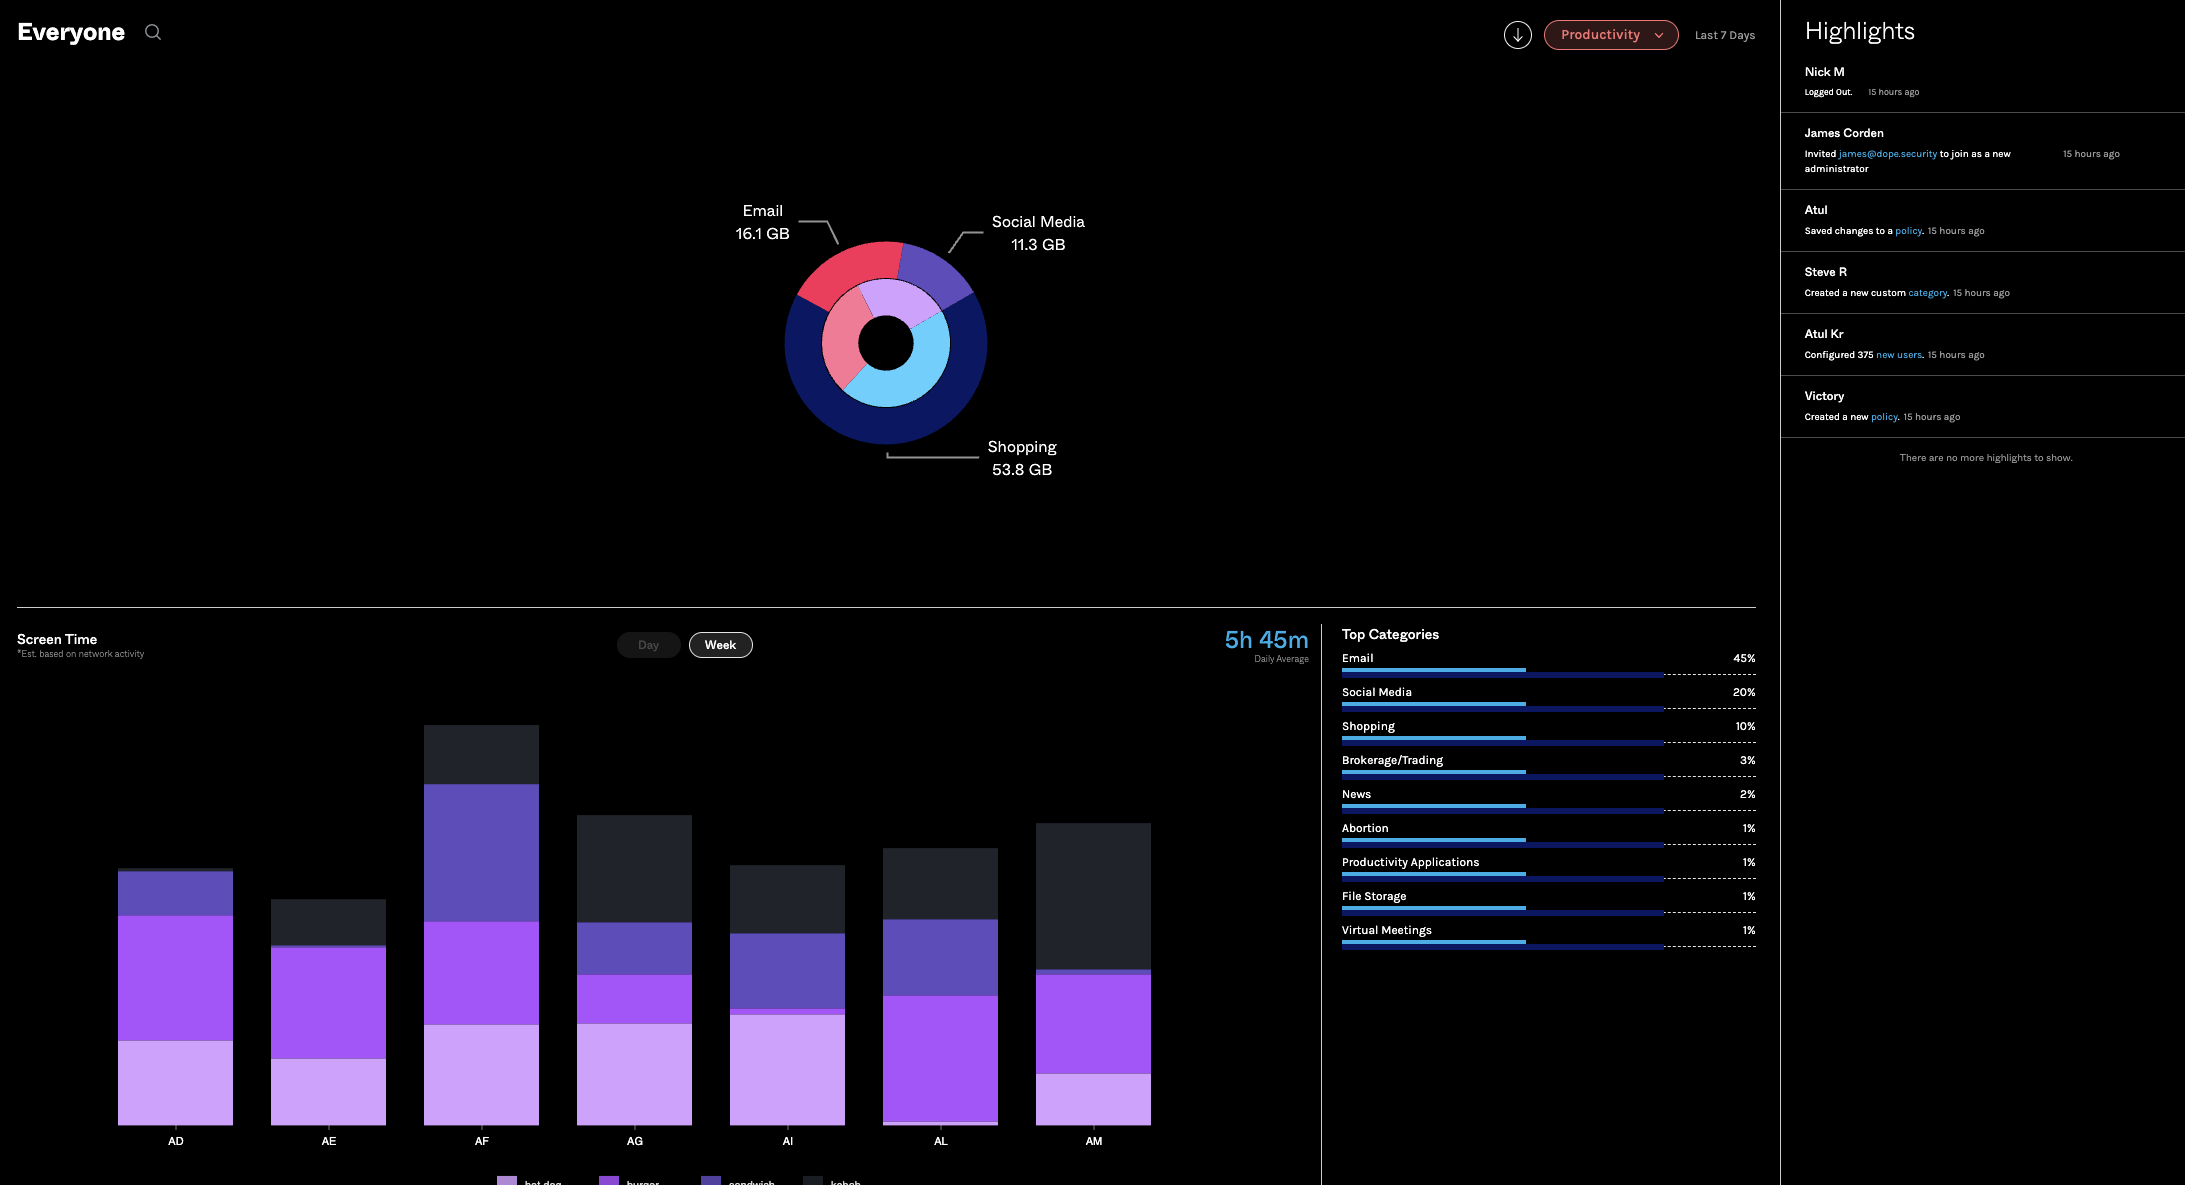 Everyone
Productivity
Last 7 Days
Email
16.1 GB
Social Media
11.3 GB
Shopping
53.8 GB
Screen Time
*Est. based on network activity
Day
Week
5h 45m
Daily Average
AD
AE
AF
AG
AI
AL
AM
hot dog
burger
sandwich
kebab
Top Categories
Email 45%
Social Media 20%
Shopping 10%
Brokerage/Trading 3%
News 2%
Abortion 1%
Productivity Applications 1%
File Storage 1%
Virtual Meetings 1%
Highlights
Nick M
Logged Out. 15 hours ago
James Corden
Invited james@dope.security to join as a new 15 hours ago
administrator
Atul
Saved changes to a policy. 15 hours ago
Steve R
Created a new custom category. 15 hours ago
Atul Kr
Configured 375 new users. 15 hours ago
Victory
Created a new policy. 15 hours ago
There are no more highlights to show.